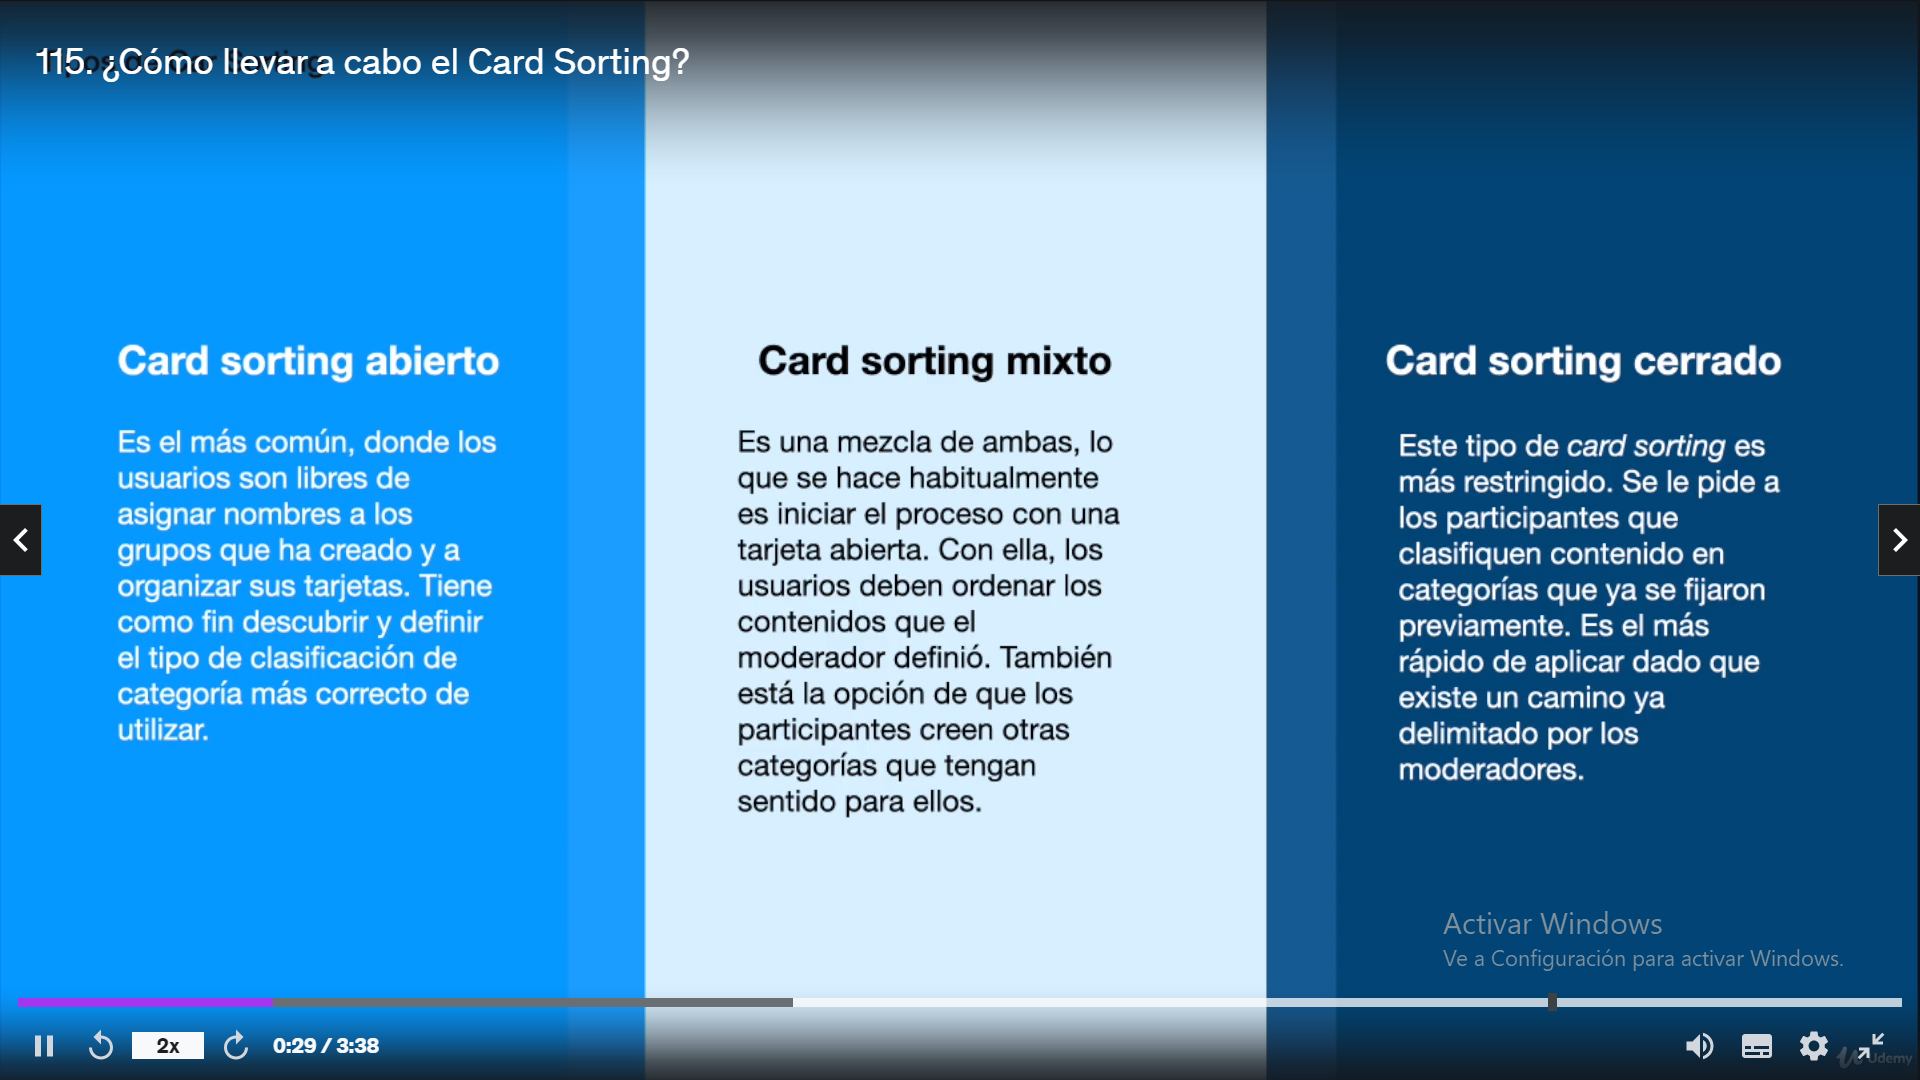 115. ¿Cómo llevar a cabo el Card Sorting?
Card sorting abierto
Es el más común, donde los
usuarios son libres de
asignar nombres a los
grupos que ha creado y a
organizar sus tarjetas. Tiene
como fin descubrir y definir
el tipo de clasificación de
categoría más correcto de
utilizar.
Card sorting mixto
Es una mezcla de ambas, lo
que se hace habitualmente
es iniciar el proceso con una
tarjeta abierta. Con ella, los
usuarios deben ordenar los
contenidos que el
moderador definió. También
está la opción de que los
participantes creen otras
categorías que tengan
sentido para ellos.
Card sorting cerrado
Este tipo de card sorting es
más restringido. Se le pide a
los participantes que
clasifiquen contenido en
categorías que ya se fijaron
previamente. Es el más
rápido de aplicar dado que
existe un camino ya
delimitado por los
moderadores.
Activar Windows
Ve a Configuración para activar Windows.
2x
0:29 / 3:38
Udemy